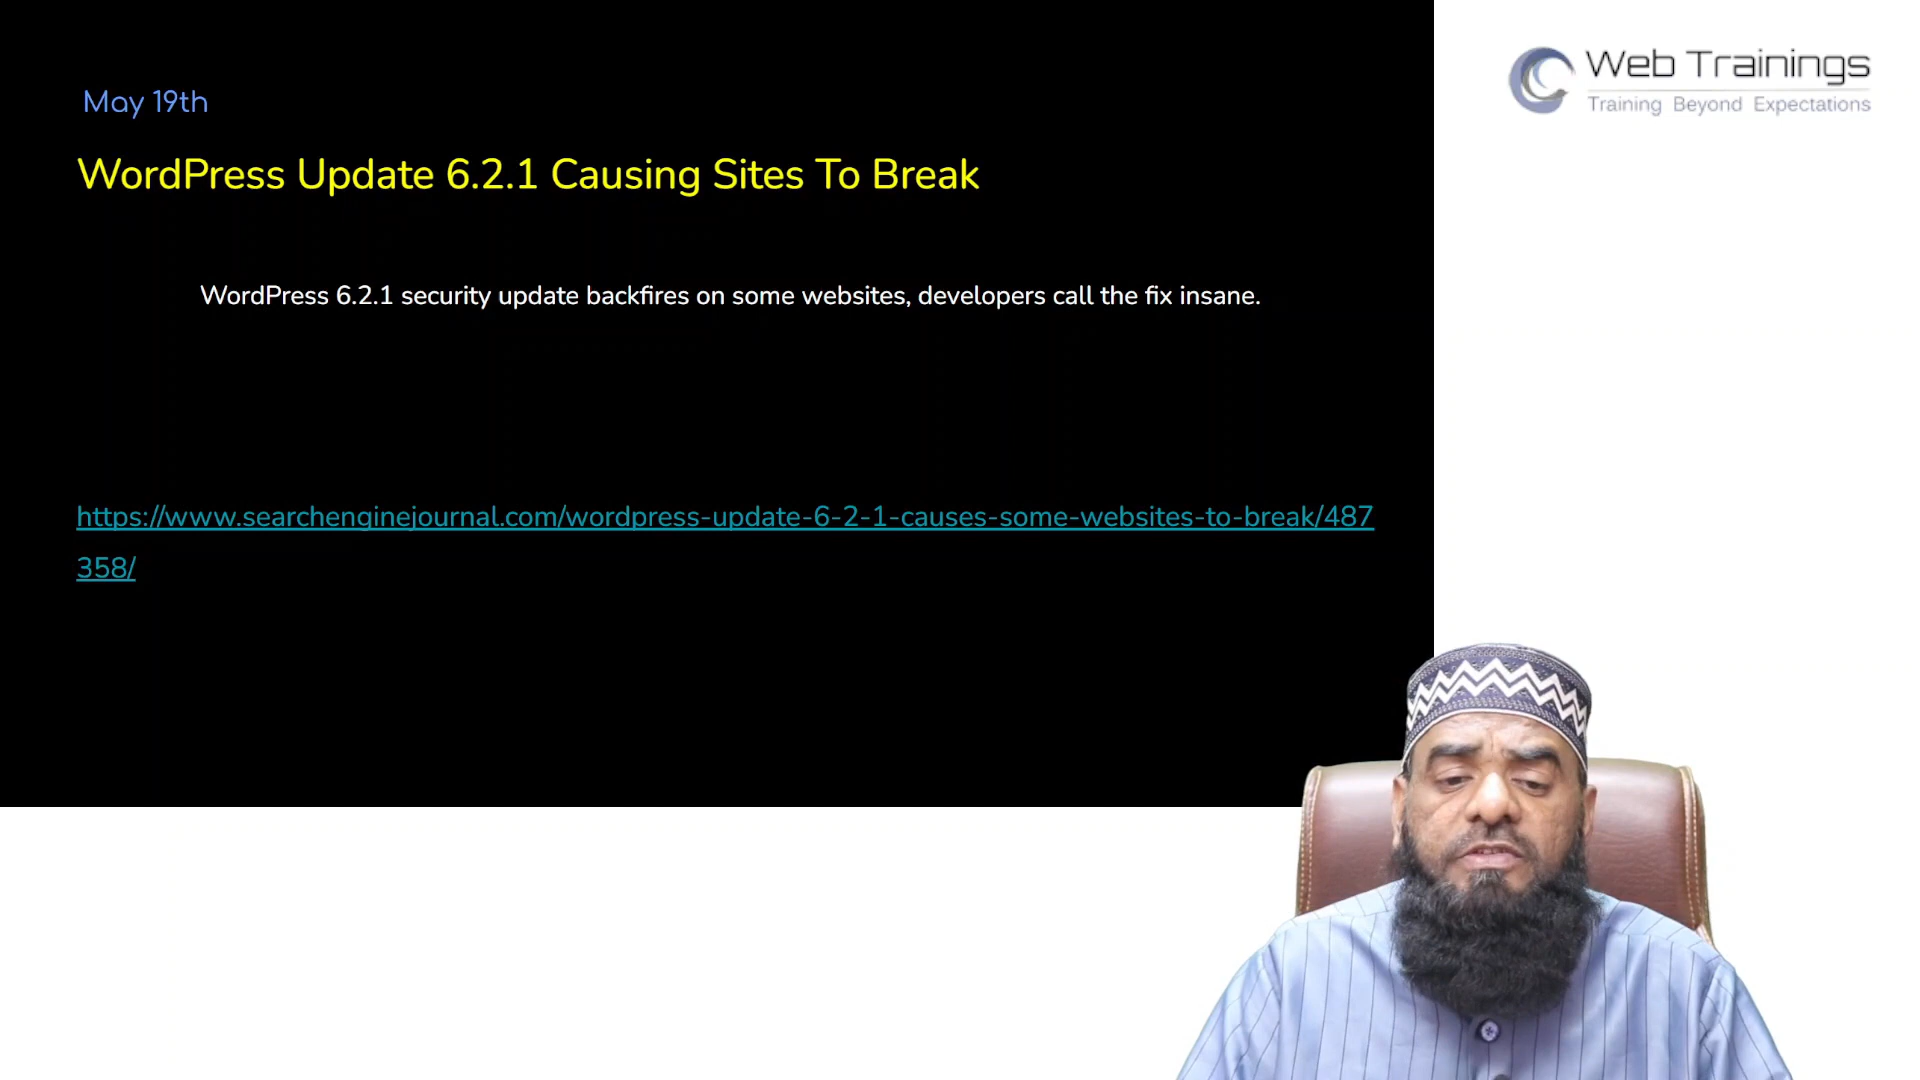 May 19th
WordPress Update 6.2.1 Causing Sites To Break
WordPress 6.2.1 security update backfires on some websites, developers call the fix insane.
https://www.searchenginejournal.com/wordpress-update-6-2-1-causes-some-websites-to-break/487
358/
Web Trainings
Training Beyond Expectations